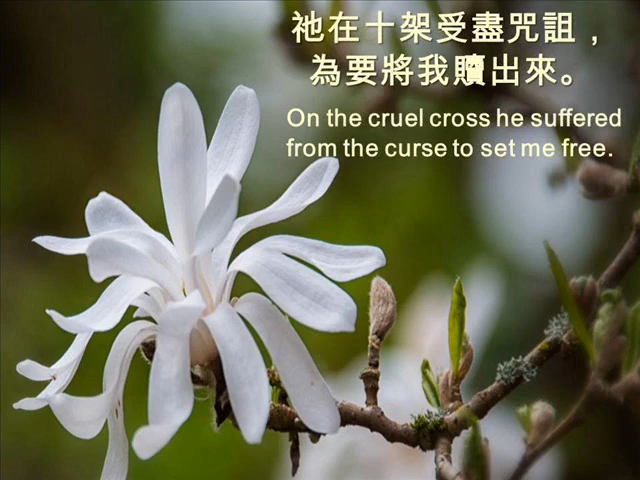 祂在十架受盡咒詛，
為要將我贖出來。
On the cruel cross he suffered
from the curse to set me free.